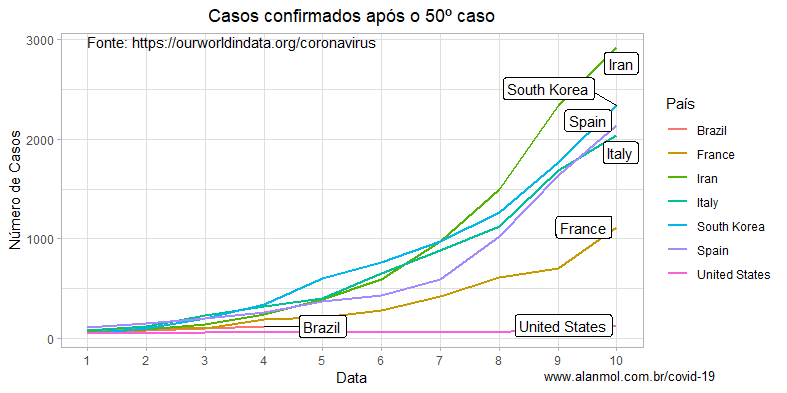 Casos confirmados após o 50º caso
Fonte: https://ourworldindata.org/coronavirus
Número de Casos
3000
2000
1000
0
Iran
South Korea
Spain
Italy
France
Brazil
United States
1 2 3 4 5 6 7 8 9 10
Data
www.alanmol.com.br/covid-19
País
Brazil
France
Iran
Italy
South Korea
Spain
United States